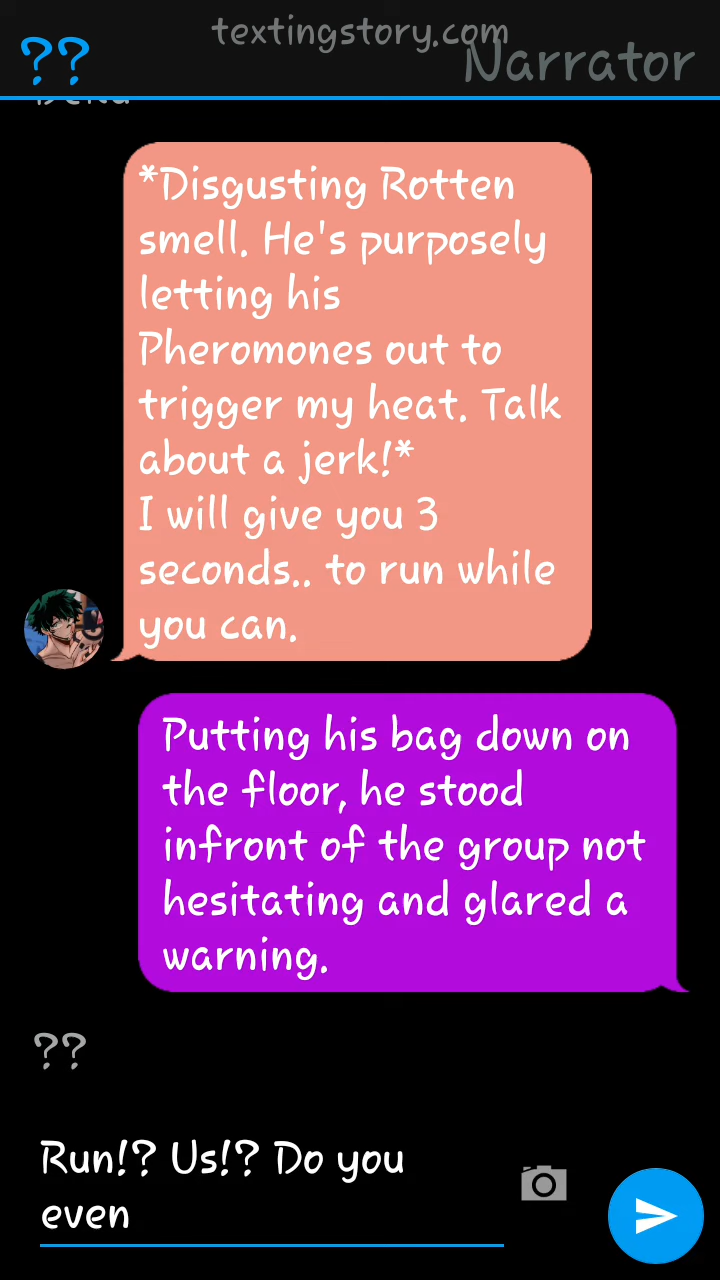 textingstory.com
??
Narrator
*Disgusting Rotten
smell. He's purposely
letting his
Pheromones out to
trigger my heat. Talk
about a jerk!*
I will give you 3
seconds.. to run while
you can.
Putting his bag down on
the floor, he stood
infront of the group not
hesitating and glared a
warning.
??
Run!? Us!? Do you
even